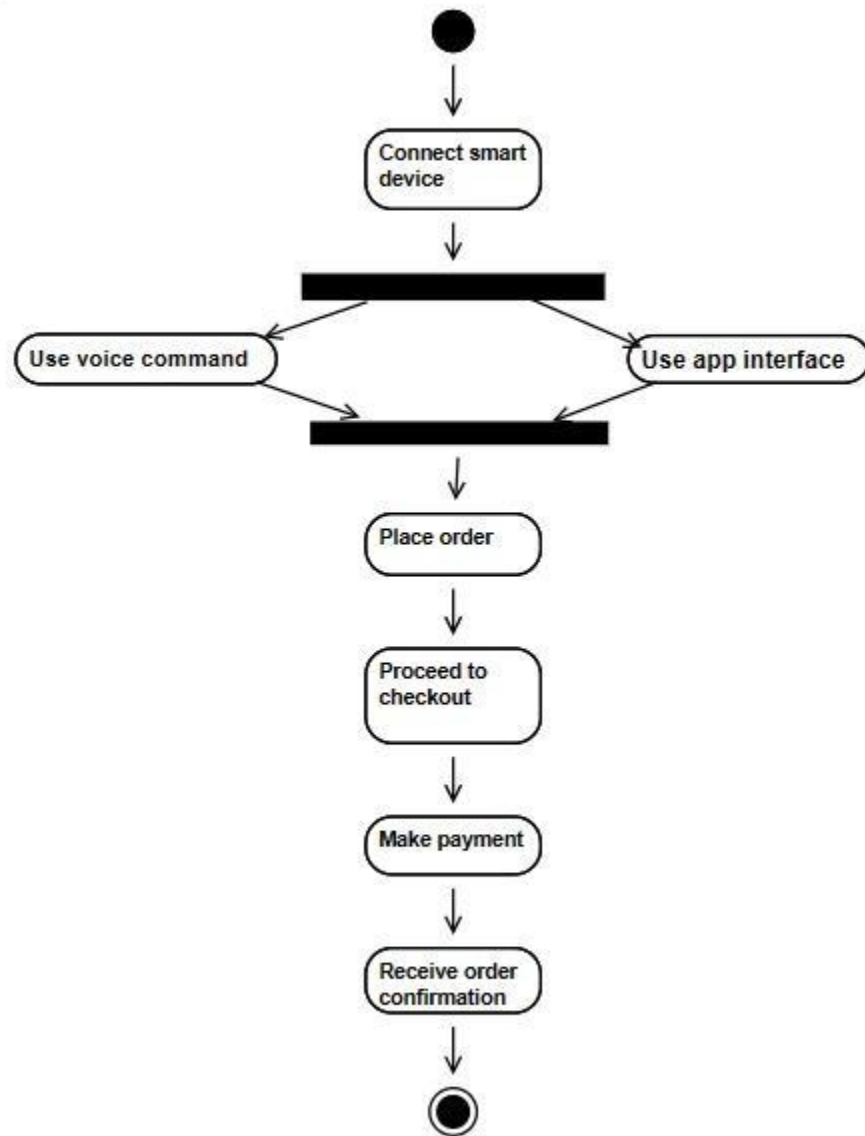 Connect smart
device
Use voice command
Use app interface
Place order
Proceed to
checkout
Make payment
Receive order
confirmation